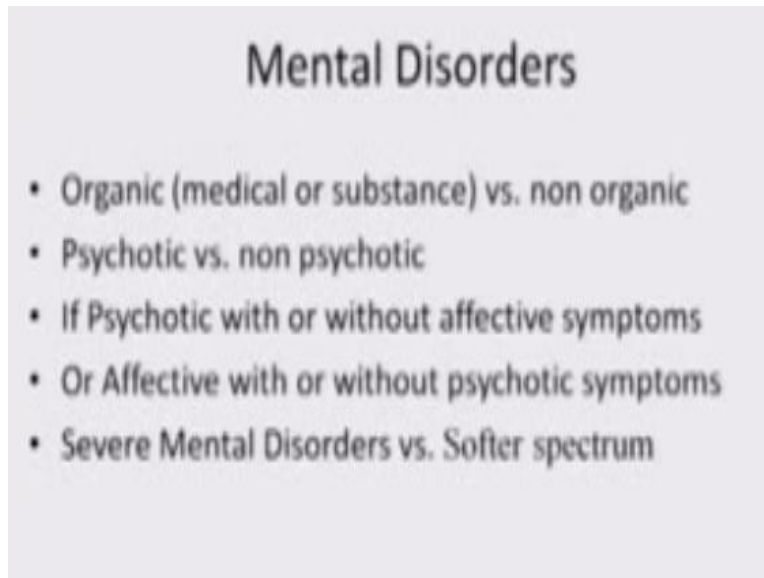 Mental Disorders
• Organic (medical or substance) vs. non organic
• Psychotic vs. non psychotic
• If Psychotic with or without affective symptoms
• Or Affective with or without psychotic symptoms
• Severe Mental Disorders vs. Softer spectrum